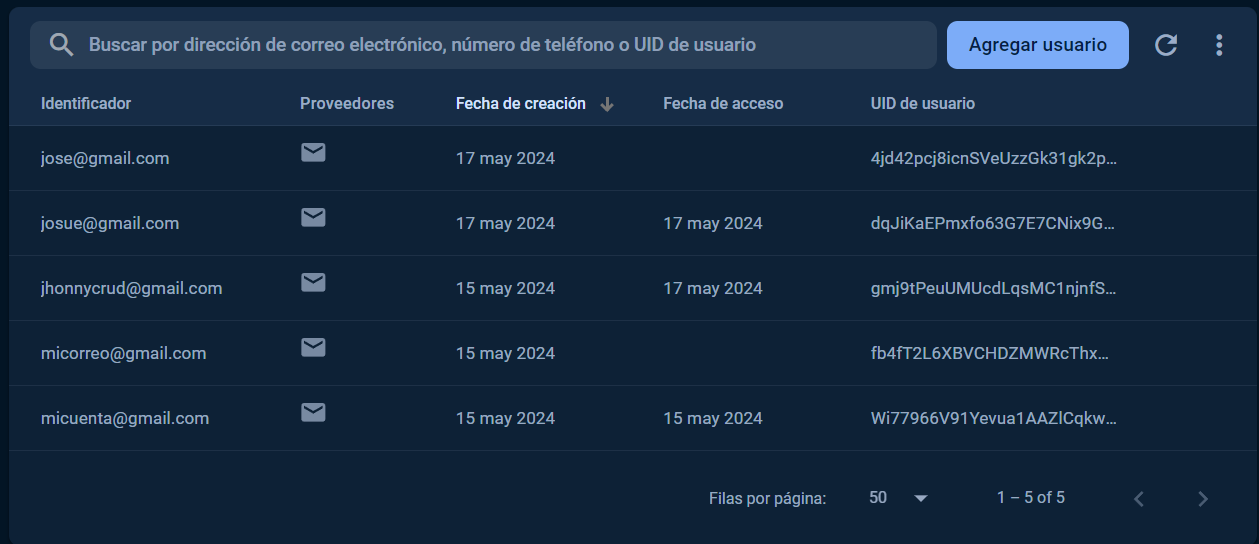 Buscar por dirección de correo electrónico, número de teléfono o UID de usuario Agregar usuario
Identificador Proveedores Fecha de creación Fecha de acceso UID de usuario
jose@gmail.com 17 may 2024 4jd42pcj8icnSVeUzzGk31gk2p...
josue@gmail.com 17 may 2024 17 may 2024 dqJiKaEPmxfo63G7E7CNix9G...
jhonnycrud@gmail.com 15 may 2024 17 may 2024 gmj9tPeuUMUcdLqsMC1njnfS...
micorreo@gmail.com 15 may 2024 fb4fT2L6XBVCHDZMWRcThx...
micuenta@gmail.com 15 may 2024 15 may 2024 Wi77966V91Yevua1AAZlCqkw...
Filas por página: 50 1 – 5 of 5